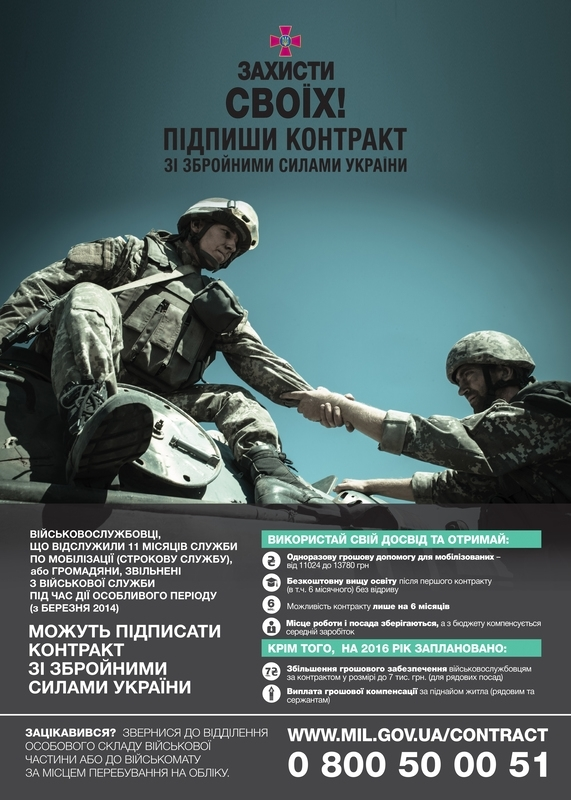 ЗАХИСТИ
СВОЇХ!
ПІДПИШИ КОНТРАКТ
ЗІ ЗБРОЙНИМИ СИЛАМИ УКРАЇНИ
ВІЙСЬКОВОСЛУЖБОВЦІ,
ЩО ВІДСЛУЖИЛИ 11 МІСЯЦІВ СЛУЖБИ
ПО МОБІЛІЗАЦІЇ (СТРОКОВУ СЛУЖБУ),
або ГРОМАДЯНИ, ЗВІЛЬНЕНІ
З ВІЙСЬКОВОЇ СЛУЖБИ
ПІД ЧАС ДІЇ ОСОБЛИВОГО ПЕРІОДУ
(з БЕРЕЗНЯ 2014)
МОЖУТЬ ПІДПИСАТИ
КОНТРАКТ
ЗІ ЗБРОЙНИМИ
СИЛАМИ УКРАЇНИ
ВИКОРИСТАЙ СВІЙ ДОСВІД ТА ОТРИМАЙ:
₴ Одноразову грошову допомогу для мобілізованих –
від 11024 до 13780 грн
Безкоштовну вищу освіту після першого контракту
(в т.ч. 6 місячного) без відриву
6 Можливість контракту лише на 6 місяців
Місце роботи і посада зберігаються, а з бюджету компенсується
середній заробіток
КРІМ ТОГО, НА 2016 РІК ЗАПЛАНОВАНО:
7₴ Збільшення грошового забезпечення військовослужбовцям
за контрактом у розмірі до 7 тис. грн. (для рядових посад)
Виплата грошової компенсації за піднайом житла (рядовим та
сержантам)
ЗАЦІКАВИВСЯ? ЗВЕРНИСЯ ДО ВІДДІЛЕННЯ
ОСОБОВОГО СКЛАДУ ВІЙСЬКОВОЇ
ЧАСТИНИ АБО ДО ВІЙСЬКОМАТУ
ЗА МІСЦЕМ ПЕРЕБУВАННЯ НА ОБЛІКУ.
WWW.MIL.GOV.UA/CONTRACT
0 800 50 00 51